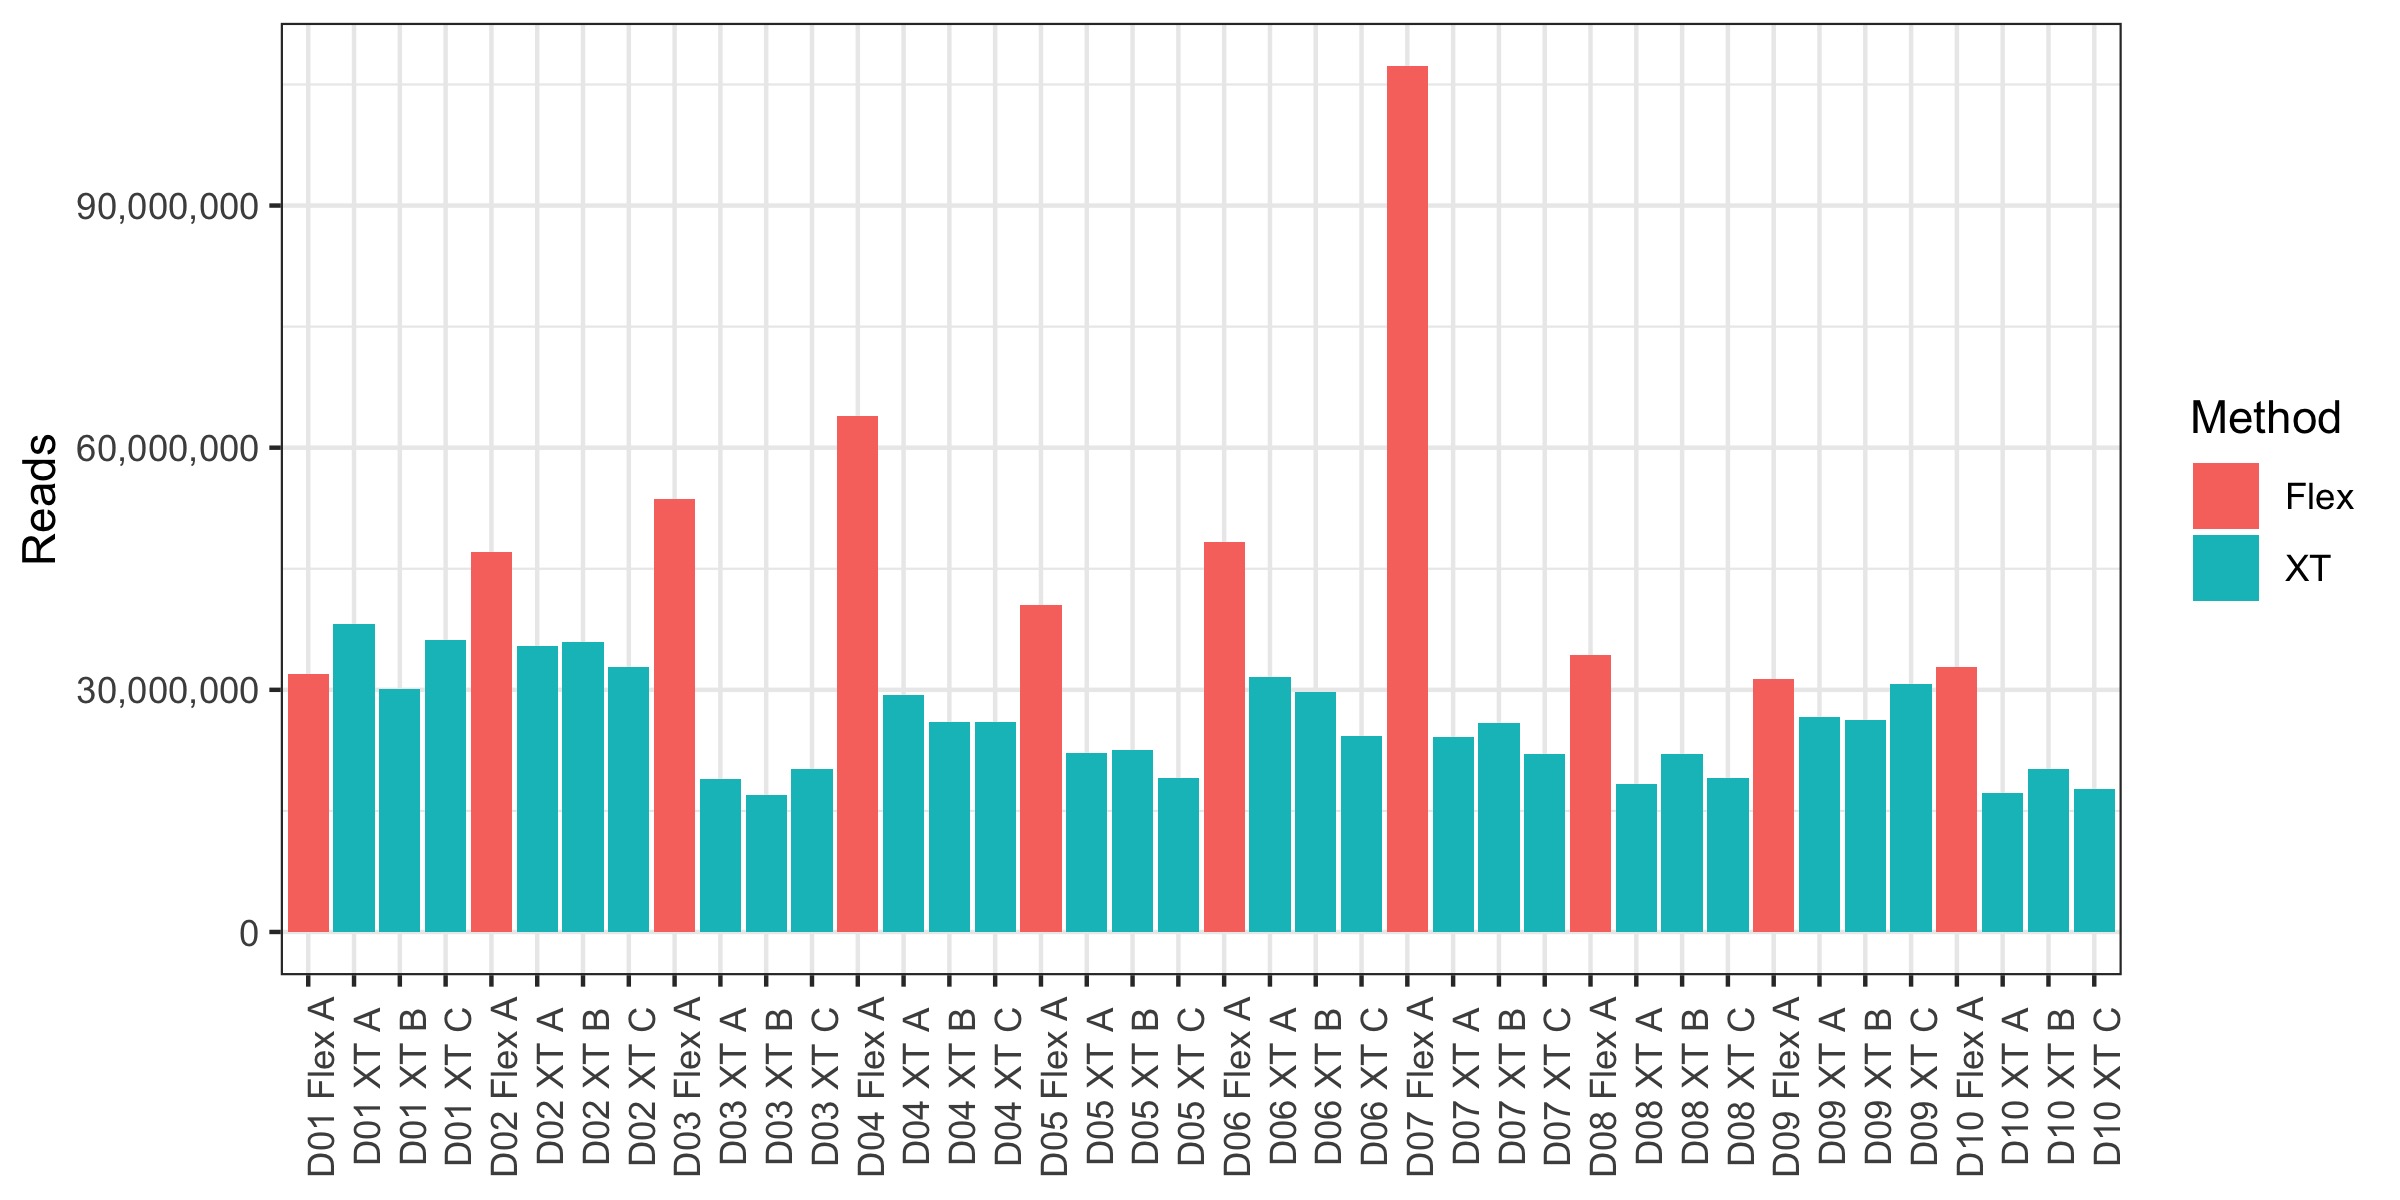 Reads
90,000,000
60,000,000
30,000,000
0
D01 Flex A
D01 XT A
D01 XT B
D01 XT C
D02 Flex A
D02 XT A
D02 XT B
D02 XT C
D03 Flex A
D03 XT A
D03 XT B
D03 XT C
D04 Flex A
D04 XT A
D04 XT B
D04 XT C
D05 Flex A
D05 XT A
D05 XT B
D05 XT C
D06 Flex A
D06 XT A
D06 XT B
D06 XT C
D07 Flex A
D07 XT A
D07 XT B
D07 XT C
D08 Flex A
D08 XT A
D08 XT B
D08 XT C
D09 Flex A
D09 XT A
D09 XT B
D09 XT C
D10 Flex A
D10 XT A
D10 XT B
D10 XT C
Method
Flex
XT